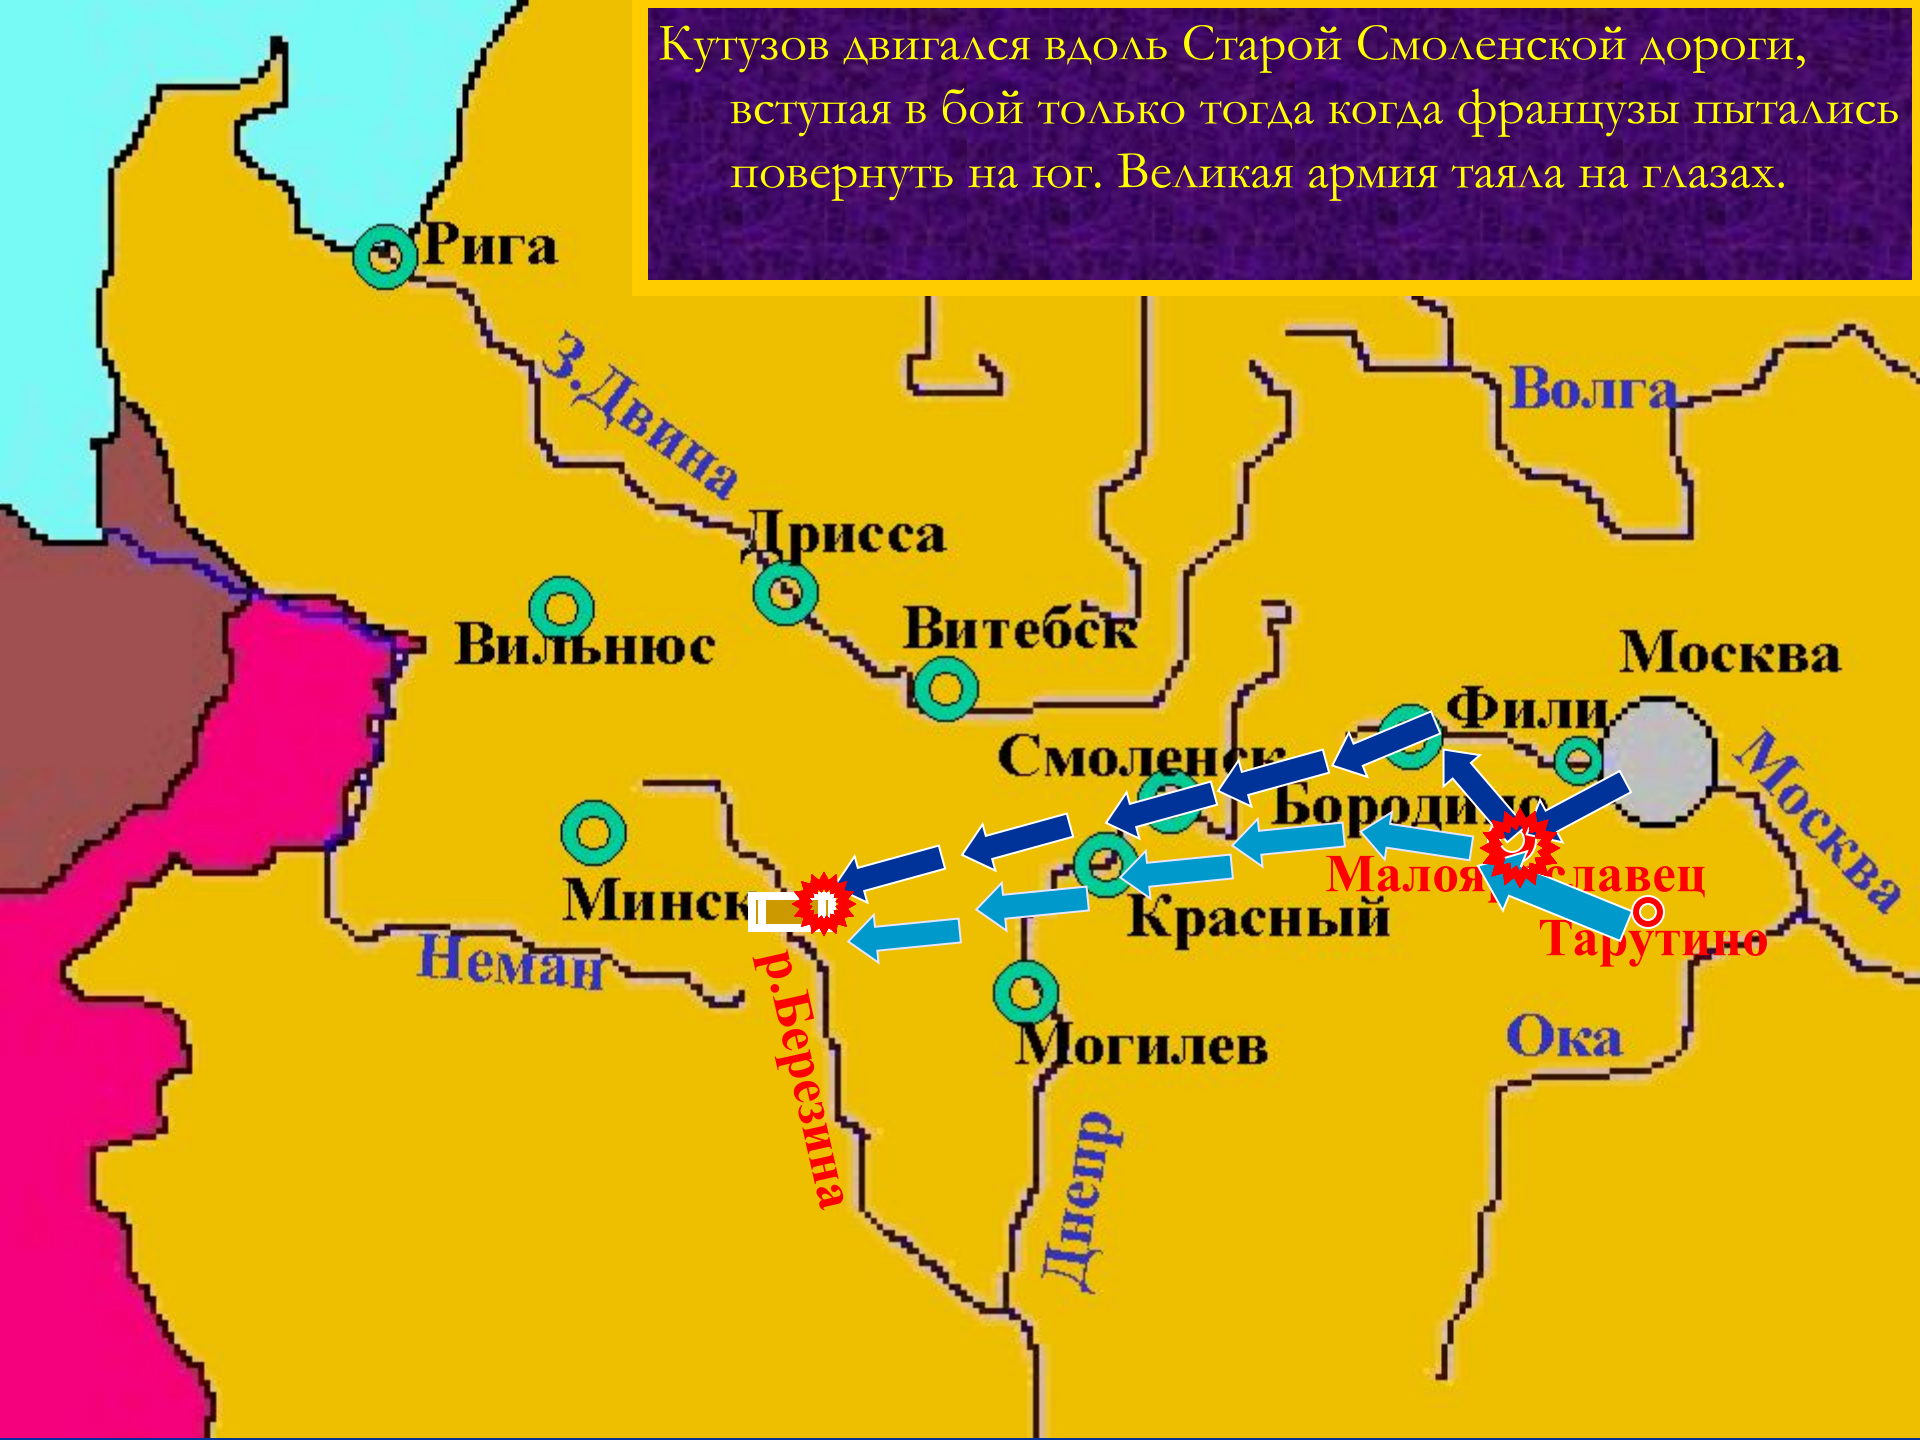 Кутузов двигался вдоль Старой Смоленской дороги,
вступая в бой только тогда когда французы пытались
повернуть на юг. Великая армия таяла на глазах.
Рига
З.Двина
Волга
Дрисса
Витебск
Вильнюс
Москва
Фили
Смоленск
Москва
Бородино
Малоярославец
Минск
Красный
Тарутино
Неман
р.Березина
Могилев
Ока
Днепр